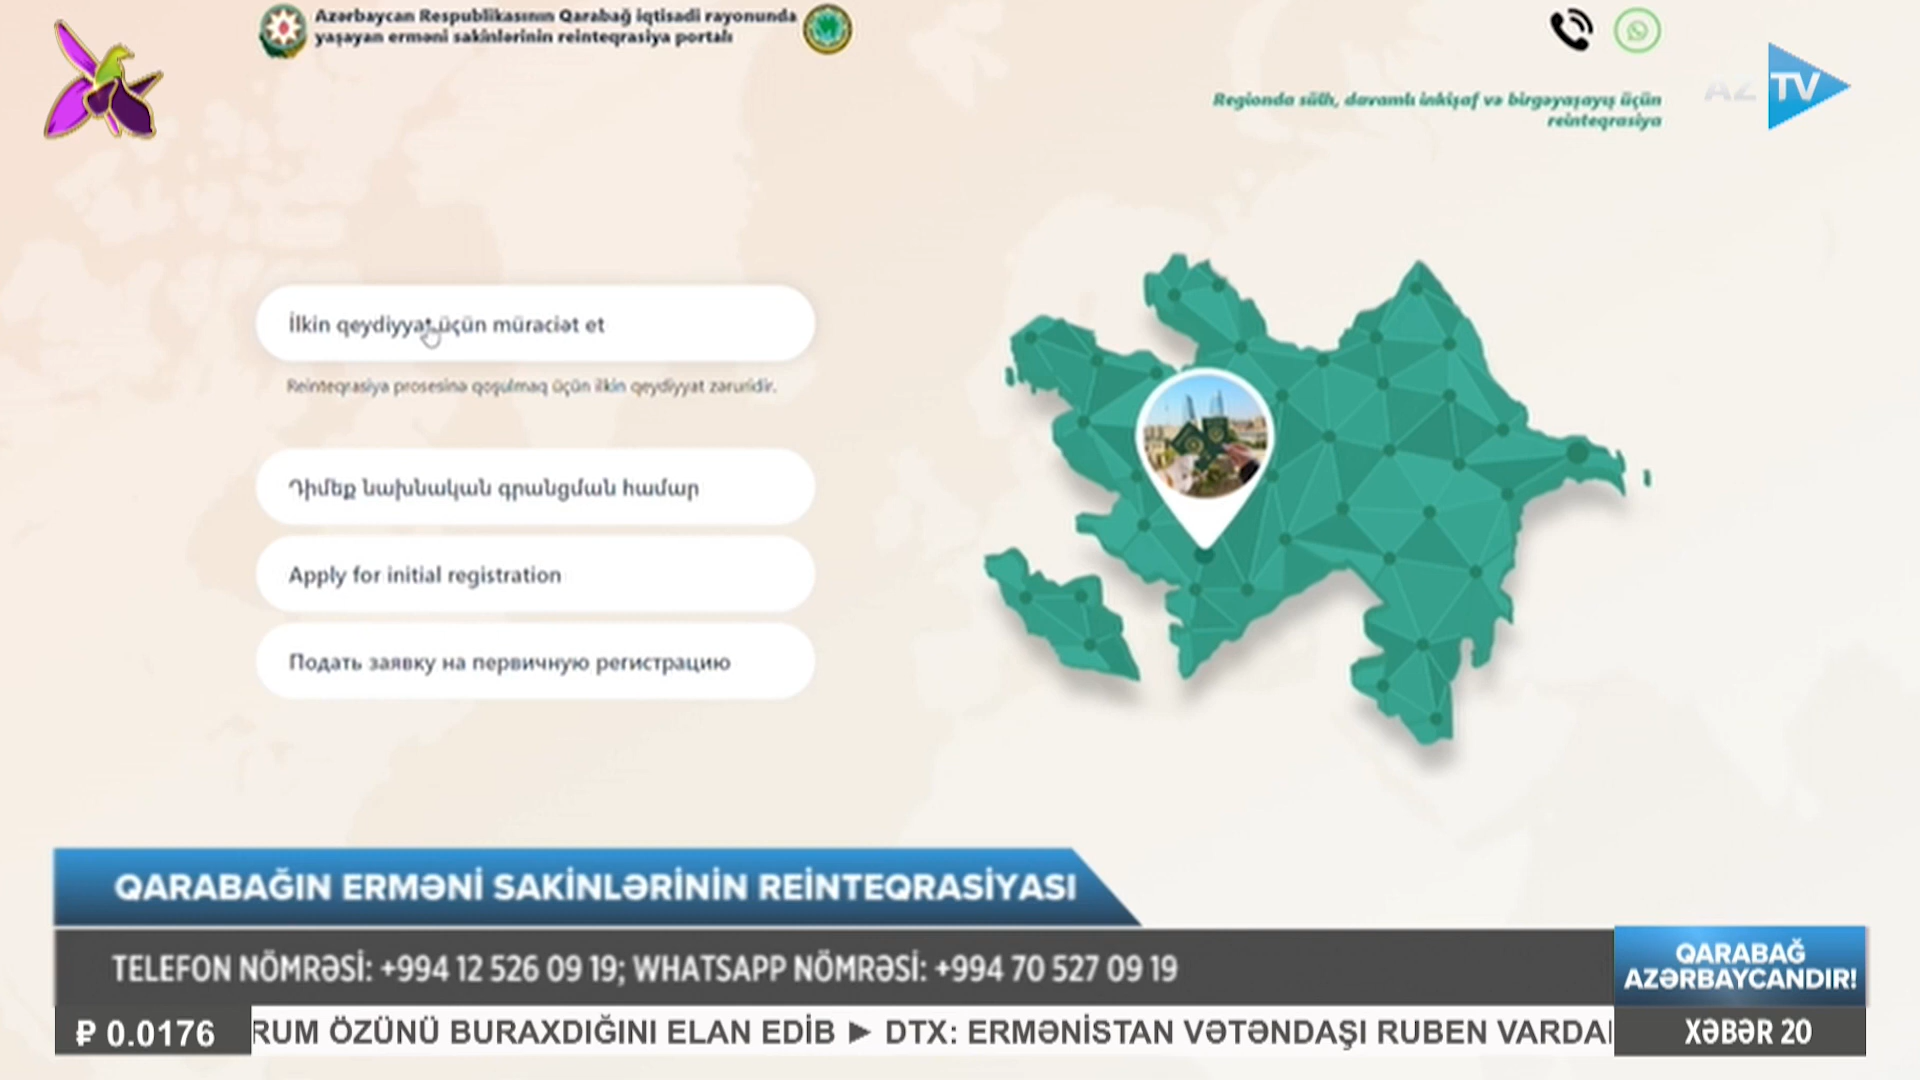 Azərbaycan Respublikasının Qarabağ iqtisadi rayonunda
yaşayan erməni sakinlərinin reinteqrasiya portalı
Regionda sülh, davamlı inkişaf və birgəyaşayış üçün
reinteqrasiya
AZTV
İlkin qeydiyyat üçün müraciət et
Reinteqrasiya prosesinə qoşulmaq üçün ilkin qeydiyyat zəruridir.
Դիմեք նախնական գրանցման համար
Apply for initial registration
Подать заявку на первичную регистрацию
QARABAĞIN ERMƏNİ SAKİNLƏRİNİN REİNTEQRASİYASI
TELEFON NÖMRƏSİ: +994 12 526 09 19; WHATSAPP NÖMRƏSİ: +994 70 527 09 19
QARABAĞ
AZƏRBAYCANDIR!
₽ 0.0176
RUM ÖZÜNÜ BURAXDIĞINI ELAN EDİB ► DTX: ERMƏNİSTAN VƏTƏNDAŞI RUBEN VARDA
XƏBƏR 20